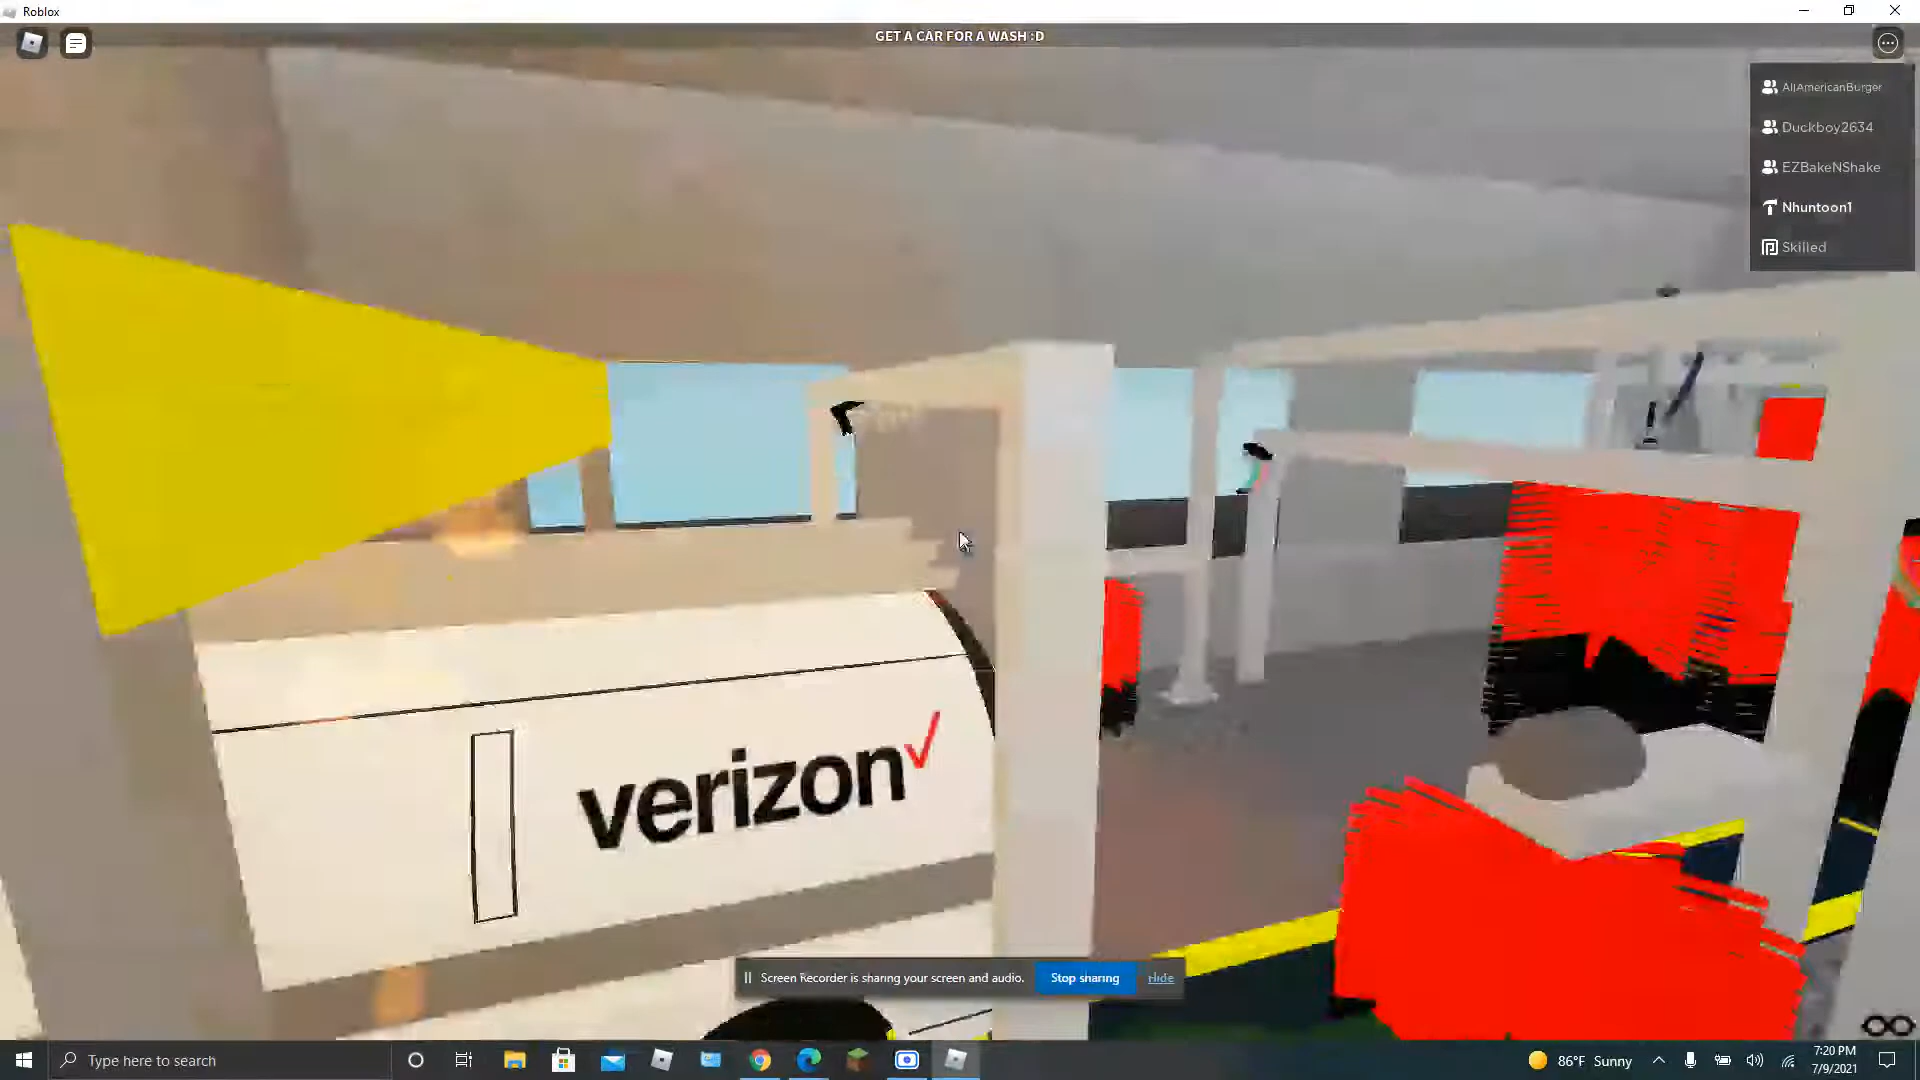 Roblox
GET A CAR FOR A WASH :D
AllAmericanBurger
Duckboy2634
EZBakeNShake
Nhuntoon1
Skilled
verizon
Screen Recorder is sharing your screen and audio. Stop sharing Hide
Type here to search
86°F Sunny
7:20 PM
7/9/2021